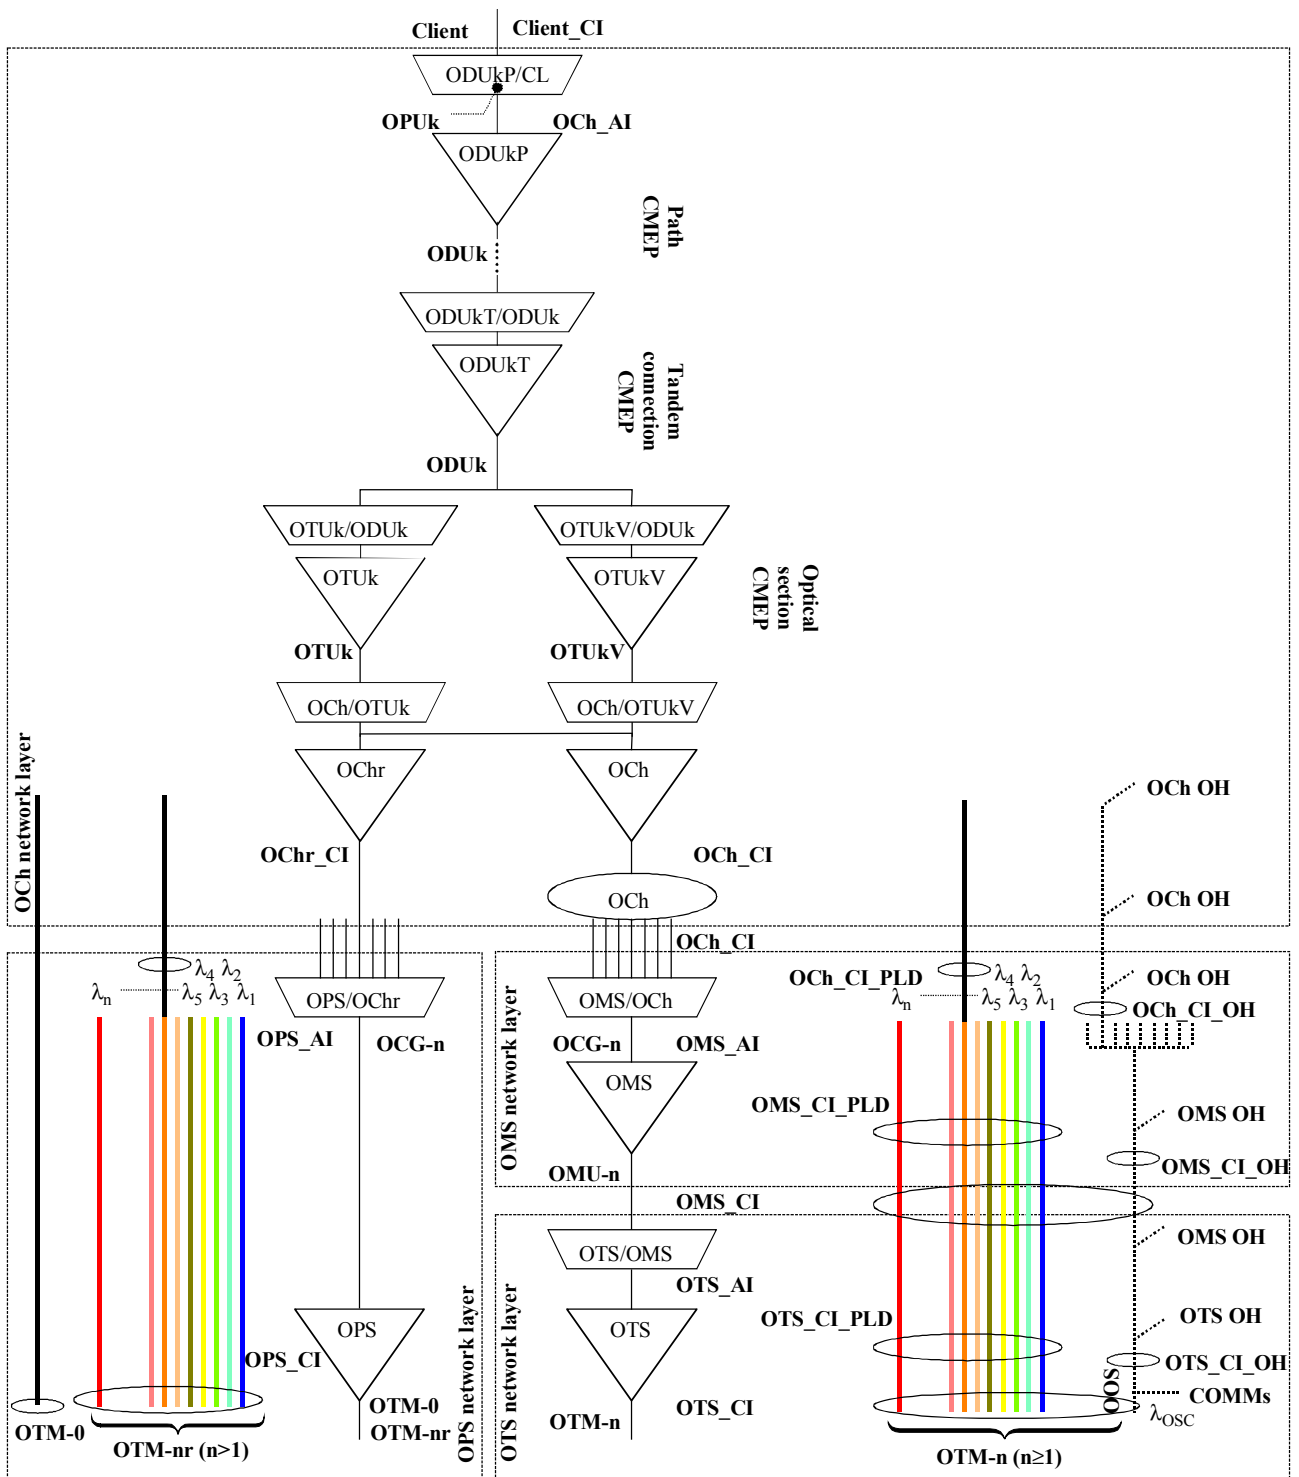 Client
Client_CI
ODUkP/CL
OPUk
OCh_AI
ODUkP
Path
CMEP
ODUk
ODUkT/ODUk
ODUkT
Tandem
connection
CMEP
ODUk
OTUk/ODUk
OTUkV/ODUk
OTUk
OTUkV
Optical
section
CMEP
OTUk
OTUkV
OCh/OTUk
OCh/OTUkV
OChr
OCh
OCh network layer
OCh OH
OChr_CI
OCh_CI
OCh
OCh OH
OCh_CI
λ4 λ2
λn λ5 λ3 λ1
OPS/OChr
OMS/OCh
OCh_CI_PLD
λ4 λ2
λn λ5 λ3 λ1
OCh OH
OCh_CI_OH
OPS_AI
OCG-n
OCG-n
OMS_AI
OMS
OMS network layer
OMS_CI_PLD
OMS OH
OMU-n
OMS_CI_OH
OMS_CI
OTS/OMS
OMS OH
OTS_AI
OPS
OTS
OTS_CI_PLD
OTS OH
OPS_CI
OTS_CI_OH
OPS network layer
OTS network layer
OOS
COMMs
λOSC
OTM-0
OTM-nr (n>1)
OTM-0
OTM-nr
OTM-n
OTS_CI
OTM-n (n≥1)